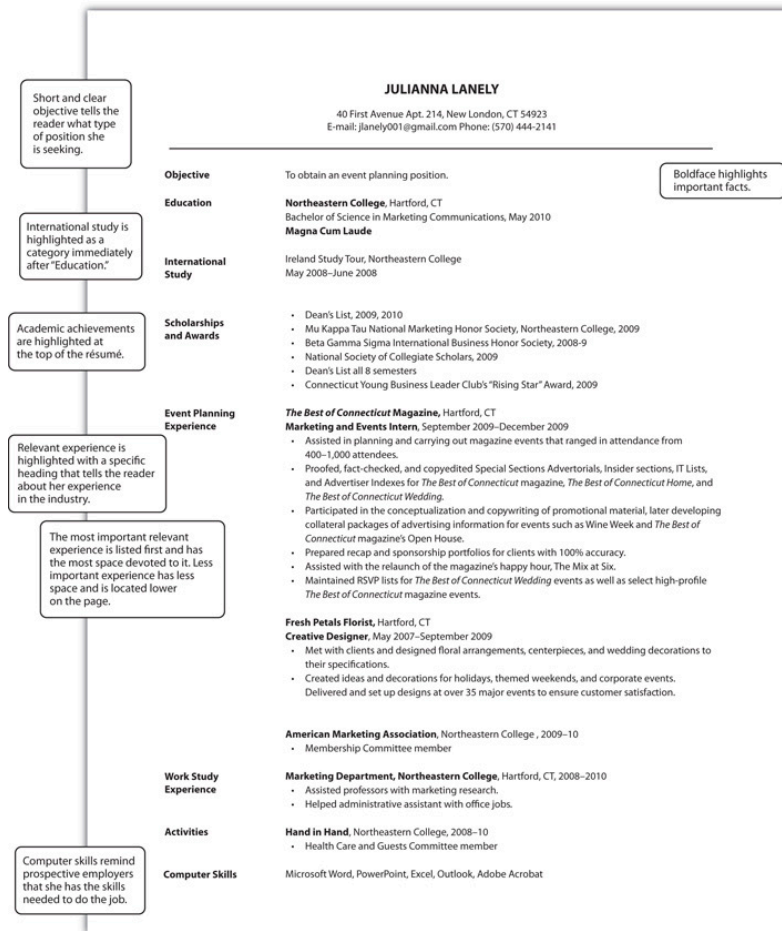 JULIANNA LANELY
40 First Avenue Apt. 214, New London, CT 54923
E-mail: jlanely001@gmail.com Phone: (570) 444-2141
Short and clear
objective tells the
reader what type
of position she
is seeking.
Objective
To obtain an event planning position.
Boldface highlights
important facts.
Education
Northeastern College, Hartford, CT
Bachelor of Science in Marketing Communications, May 2010
Magna Cum Laude
International study is
highlighted as a
category immediately
after “Education.”
International
Study
Ireland Study Tour, Northeastern College
May 2008–June 2008
Academic achievements
are highlighted at
the top of the résumé.
Scholarships
and Awards
• Dean’s List, 2009, 2010
• Mu Kappa Tau National Marketing Honor Society, Northeastern College, 2009
• Beta Gamma Sigma International Business Honor Society, 2008-9
• National Society of Collegiate Scholars, 2009
• Dean’s List all 8 semesters
• Connecticut Young Business Leader Club’s “Rising Star” Award, 2009
Event Planning
Experience
The Best of Connecticut Magazine, Hartford, CT
Marketing and Events Intern, September 2009–December 2009
• Assisted in planning and carrying out magazine events that ranged in attendance from
400–1,000 attendees.
• Proofed, fact-checked, and copyedited Special Sections Advertorials, Insider sections, IT Lists,
and Advertiser Indexes for The Best of Connecticut magazine, The Best of Connecticut Home, and
The Best of Connecticut Wedding.
• Participated in the conceptualization and copywriting of promotional material, later developing
collateral packages of advertising information for events such as Wine Week and The Best of
Connecticut magazine’s Open House.
• Prepared recap and sponsorship portfolios for clients with 100% accuracy.
• Assisted with the relaunch of the magazine’s happy hour, The Mix at Six.
• Maintained RSVP lists for The Best of Connecticut Wedding events as well as select high-profile
The Best of Connecticut magazine events.
Relevant experience is
highlighted with a specific
heading that tells the reader
about her experience
in the industry.
The most important relevant
experience is listed first and has
the most space devoted to it. Less
important experience has less
space and is located lower
on the page.
Fresh Petals Florist, Hartford, CT
Creative Designer, May 2007–September 2009
• Met with clients and designed floral arrangements, centerpieces, and wedding decorations to
their specifications.
• Created ideas and decorations for holidays, themed weekends, and corporate events.
Delivered and set up designs at over 35 major events to ensure customer satisfaction.
American Marketing Association, Northeastern College , 2009–10
• Membership Committee member
Work Study
Experience
Marketing Department, Northeastern College, Hartford, CT, 2008–2010
• Assisted professors with marketing research.
• Helped administrative assistant with office jobs.
Activities
Hand in Hand, Northeastern College, 2008–10
• Health Care and Guests Committee member
Computer skills remind
prospective employers
that she has the skills
needed to do the job.
Computer Skills
Microsoft Word, PowerPoint, Excel, Outlook, Adobe Acrobat